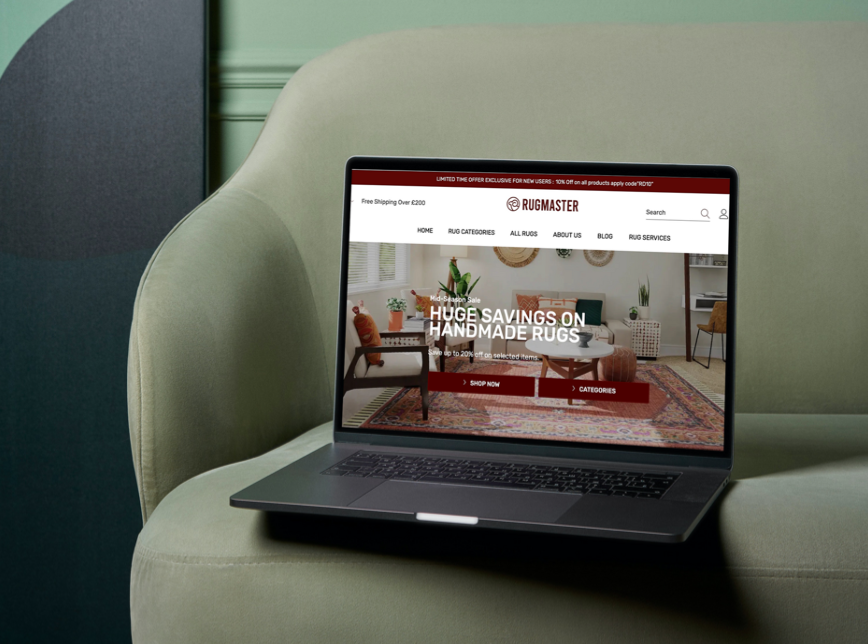 LIMITED TIME OFFER EXCLUSIVE FOR NEW USERS : 10% Off on all products apply code"RD10"
Free Shipping Over £200
RUGMASTER
Search
HOME
RUG CATEGORIES
ALL RUGS
ABOUT US
BLOG
RUG SERVICES
Mid-Season Sale
HUGE SAVINGS ON
HANDMADE RUGS
Save up to 20% off on selected items.
SHOP NOW
CATEGORIES